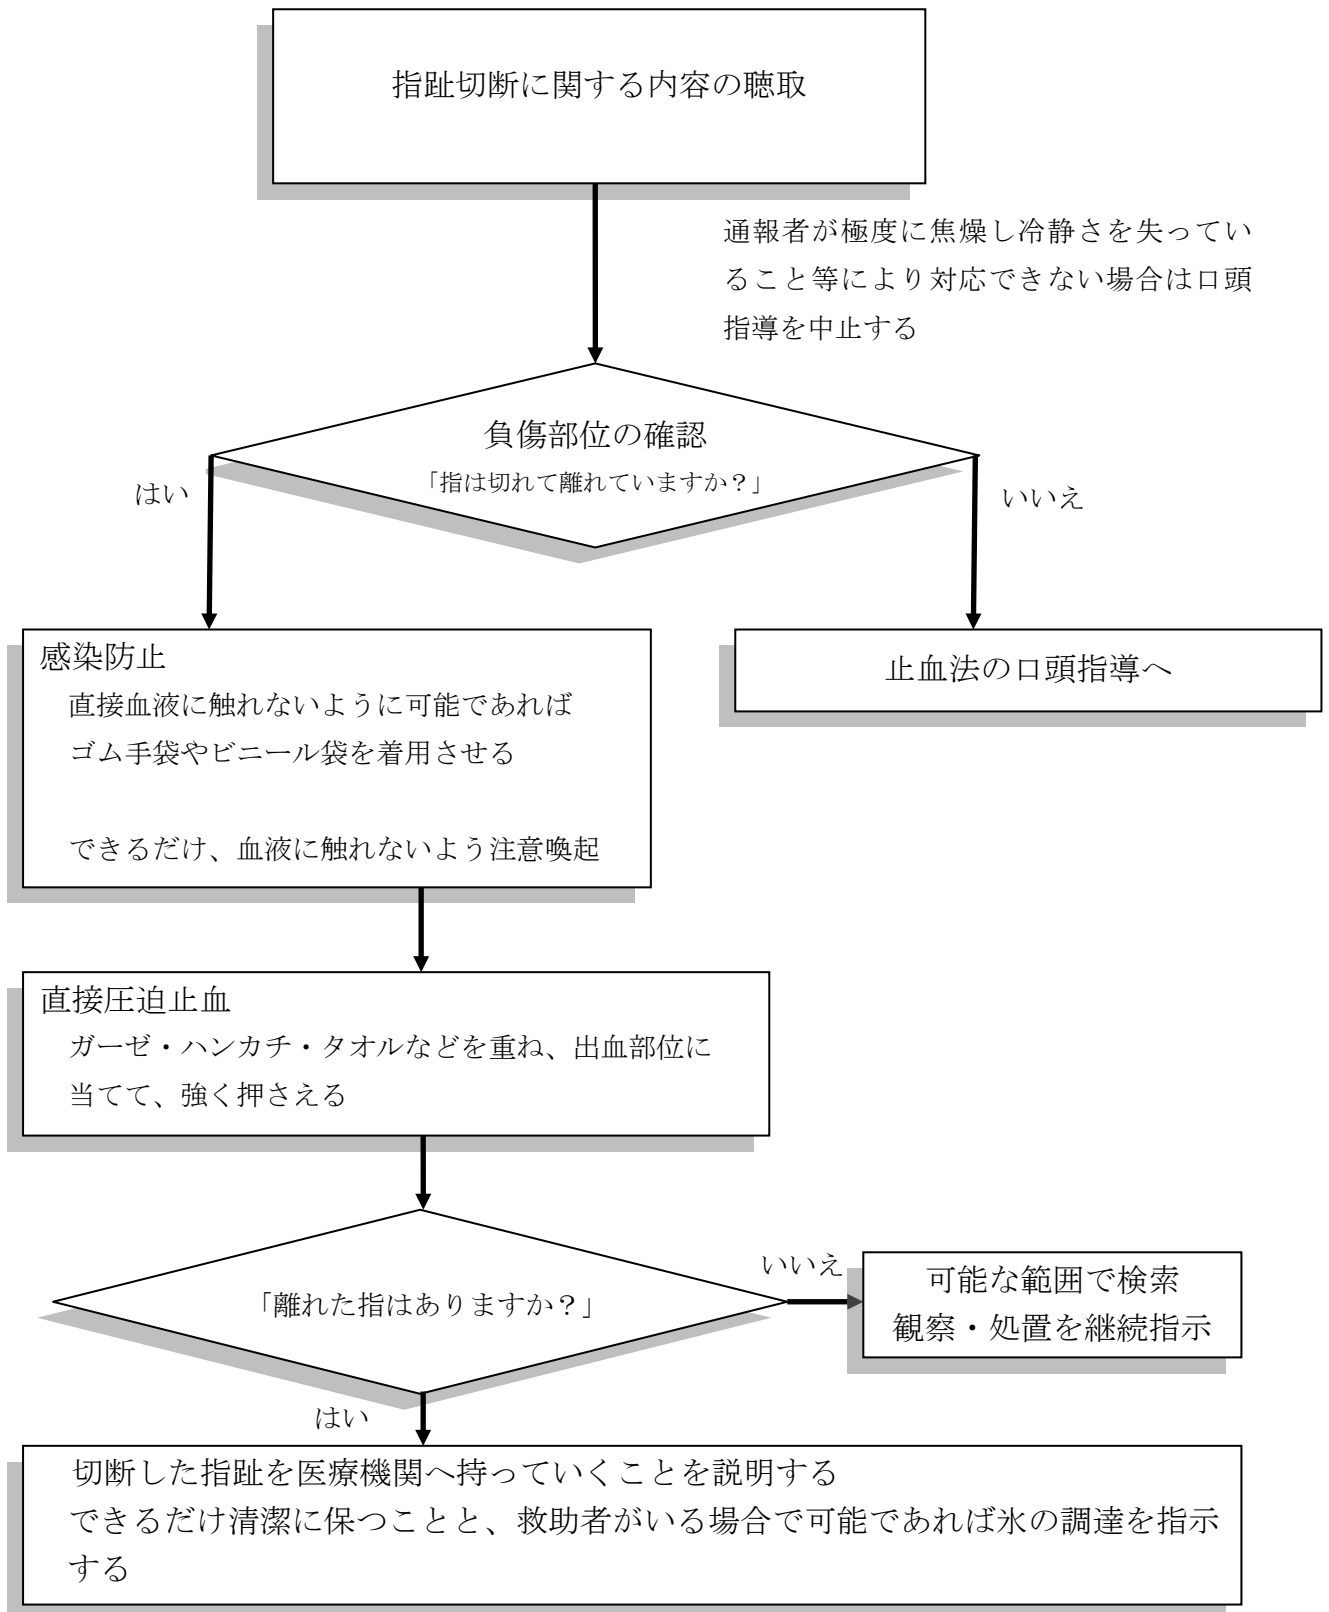 指趾切断に関する内容の聴取
通報者が極度に焦燥し冷静さを失ってい
ること等により対応できない場合は口頭
指導を中止する
負傷部位の確認
「指は切れて離れていますか？」
はい
いいえ
感染防止
直接血液に触れないように可能であれば
ゴム手袋やビニール袋を着用させる
できるだけ、血液に触れないよう注意喚起
止血法の口頭指導へ
直接圧迫止血
ガーゼ・ハンカチ・タオルなどを重ね、出血部位に
当てて、強く押さえる
「離れた指はありますか？」
いいえ
可能な範囲で検索
観察・処置を継続指示
はい
切断した指趾を医療機関へ持っていくことを説明する
できるだけ清潔に保つことと、救助者がいる場合で可能であれば氷の調達を指示
する